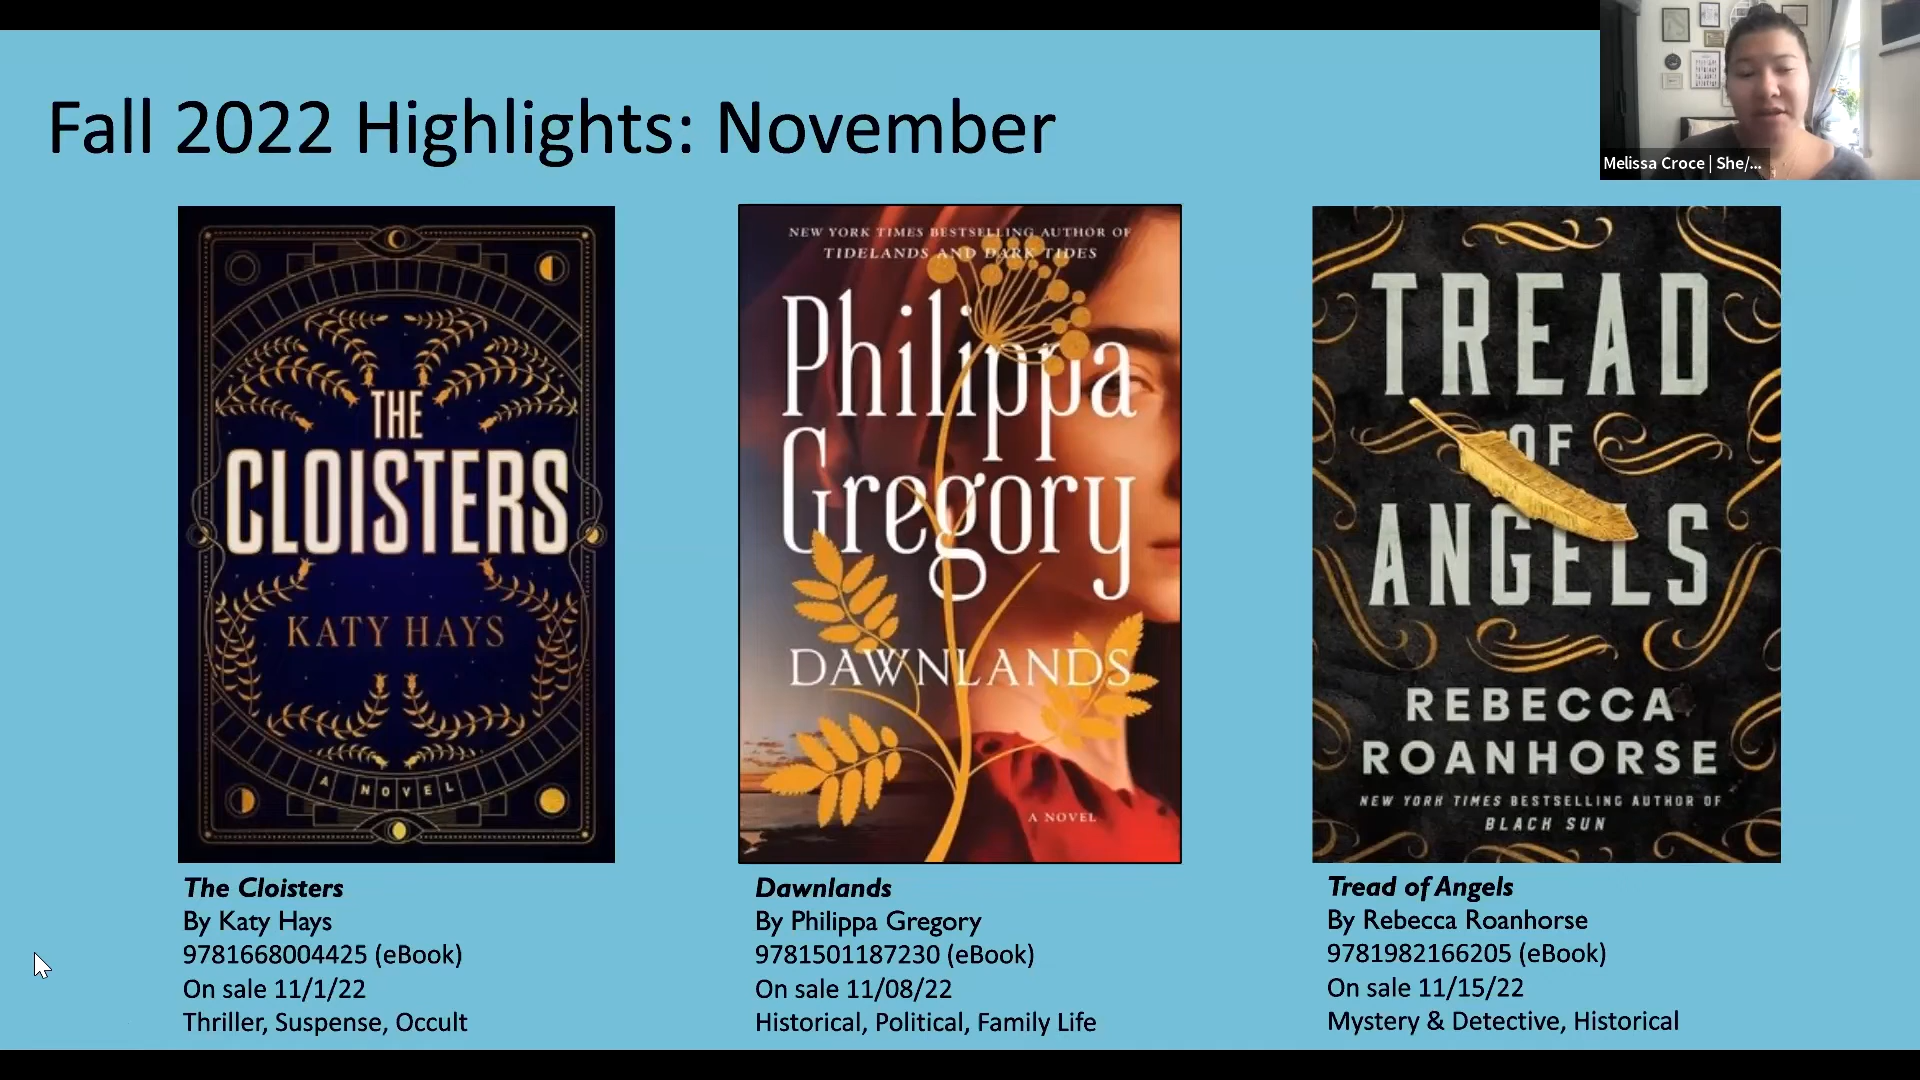 Fall 2022 Highlights: November
Melissa Croce | She/...
THE
CLOISTERS
KATY HAYS
A NOVEL
NEW YORK TIMES BESTSELLING AUTHOR OF
TIDELANDS AND DARK TIDES
Philippa
Gregory
DAWNLANDS
A NOVEL
TREAD
OF
ANGELS
REBECCA
ROANHORSE
NEW YORK TIMES BESTSELLING AUTHOR OF
BLACK SUN
The Cloisters
By Katy Hays
9781668004425 (eBook)
On sale 11/1/22
Thriller, Suspense, Occult
Dawnlands
By Philippa Gregory
9781501187230 (eBook)
On sale 11/08/22
Historical, Political, Family Life
Tread of Angels
By Rebecca Roanhorse
9781982166205 (eBook)
On sale 11/15/22
Mystery & Detective, Historical